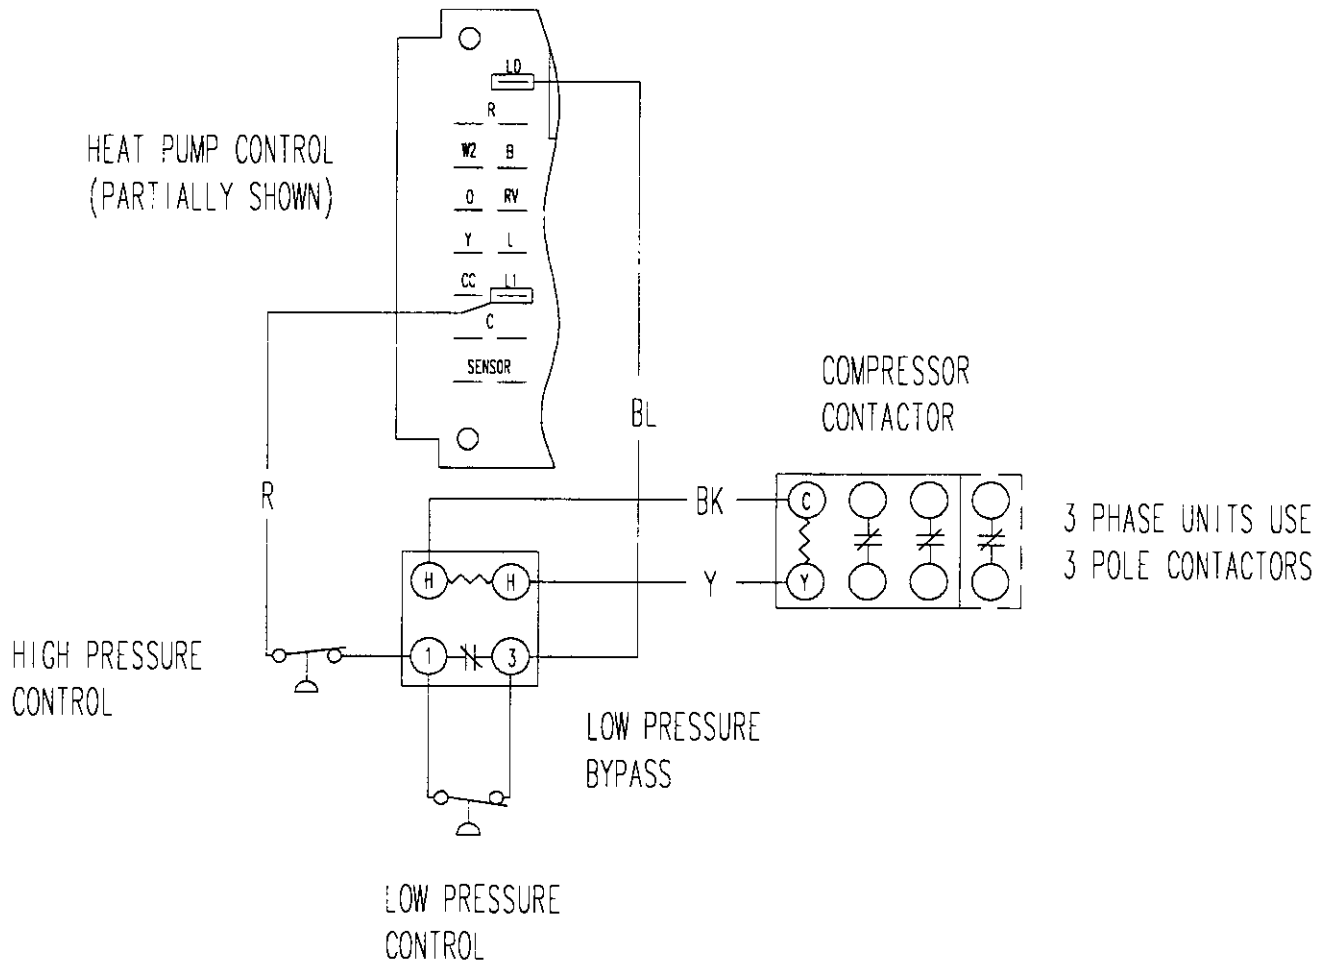 LO
R
HEAT PUMP CONTROL
(PARTIALLY SHOWN)
W2 B
O RV
Y L
CC L1
C
SENSOR
COMPRESSOR
CONTACTOR
BL
R
BK
C
3 PHASE UNITS USE
3 POLE CONTACTORS
H H
Y
Y
HIGH PRESSURE
CONTROL
1 3
LOW PRESSURE
BYPASS
LOW PRESSURE
CONTROL